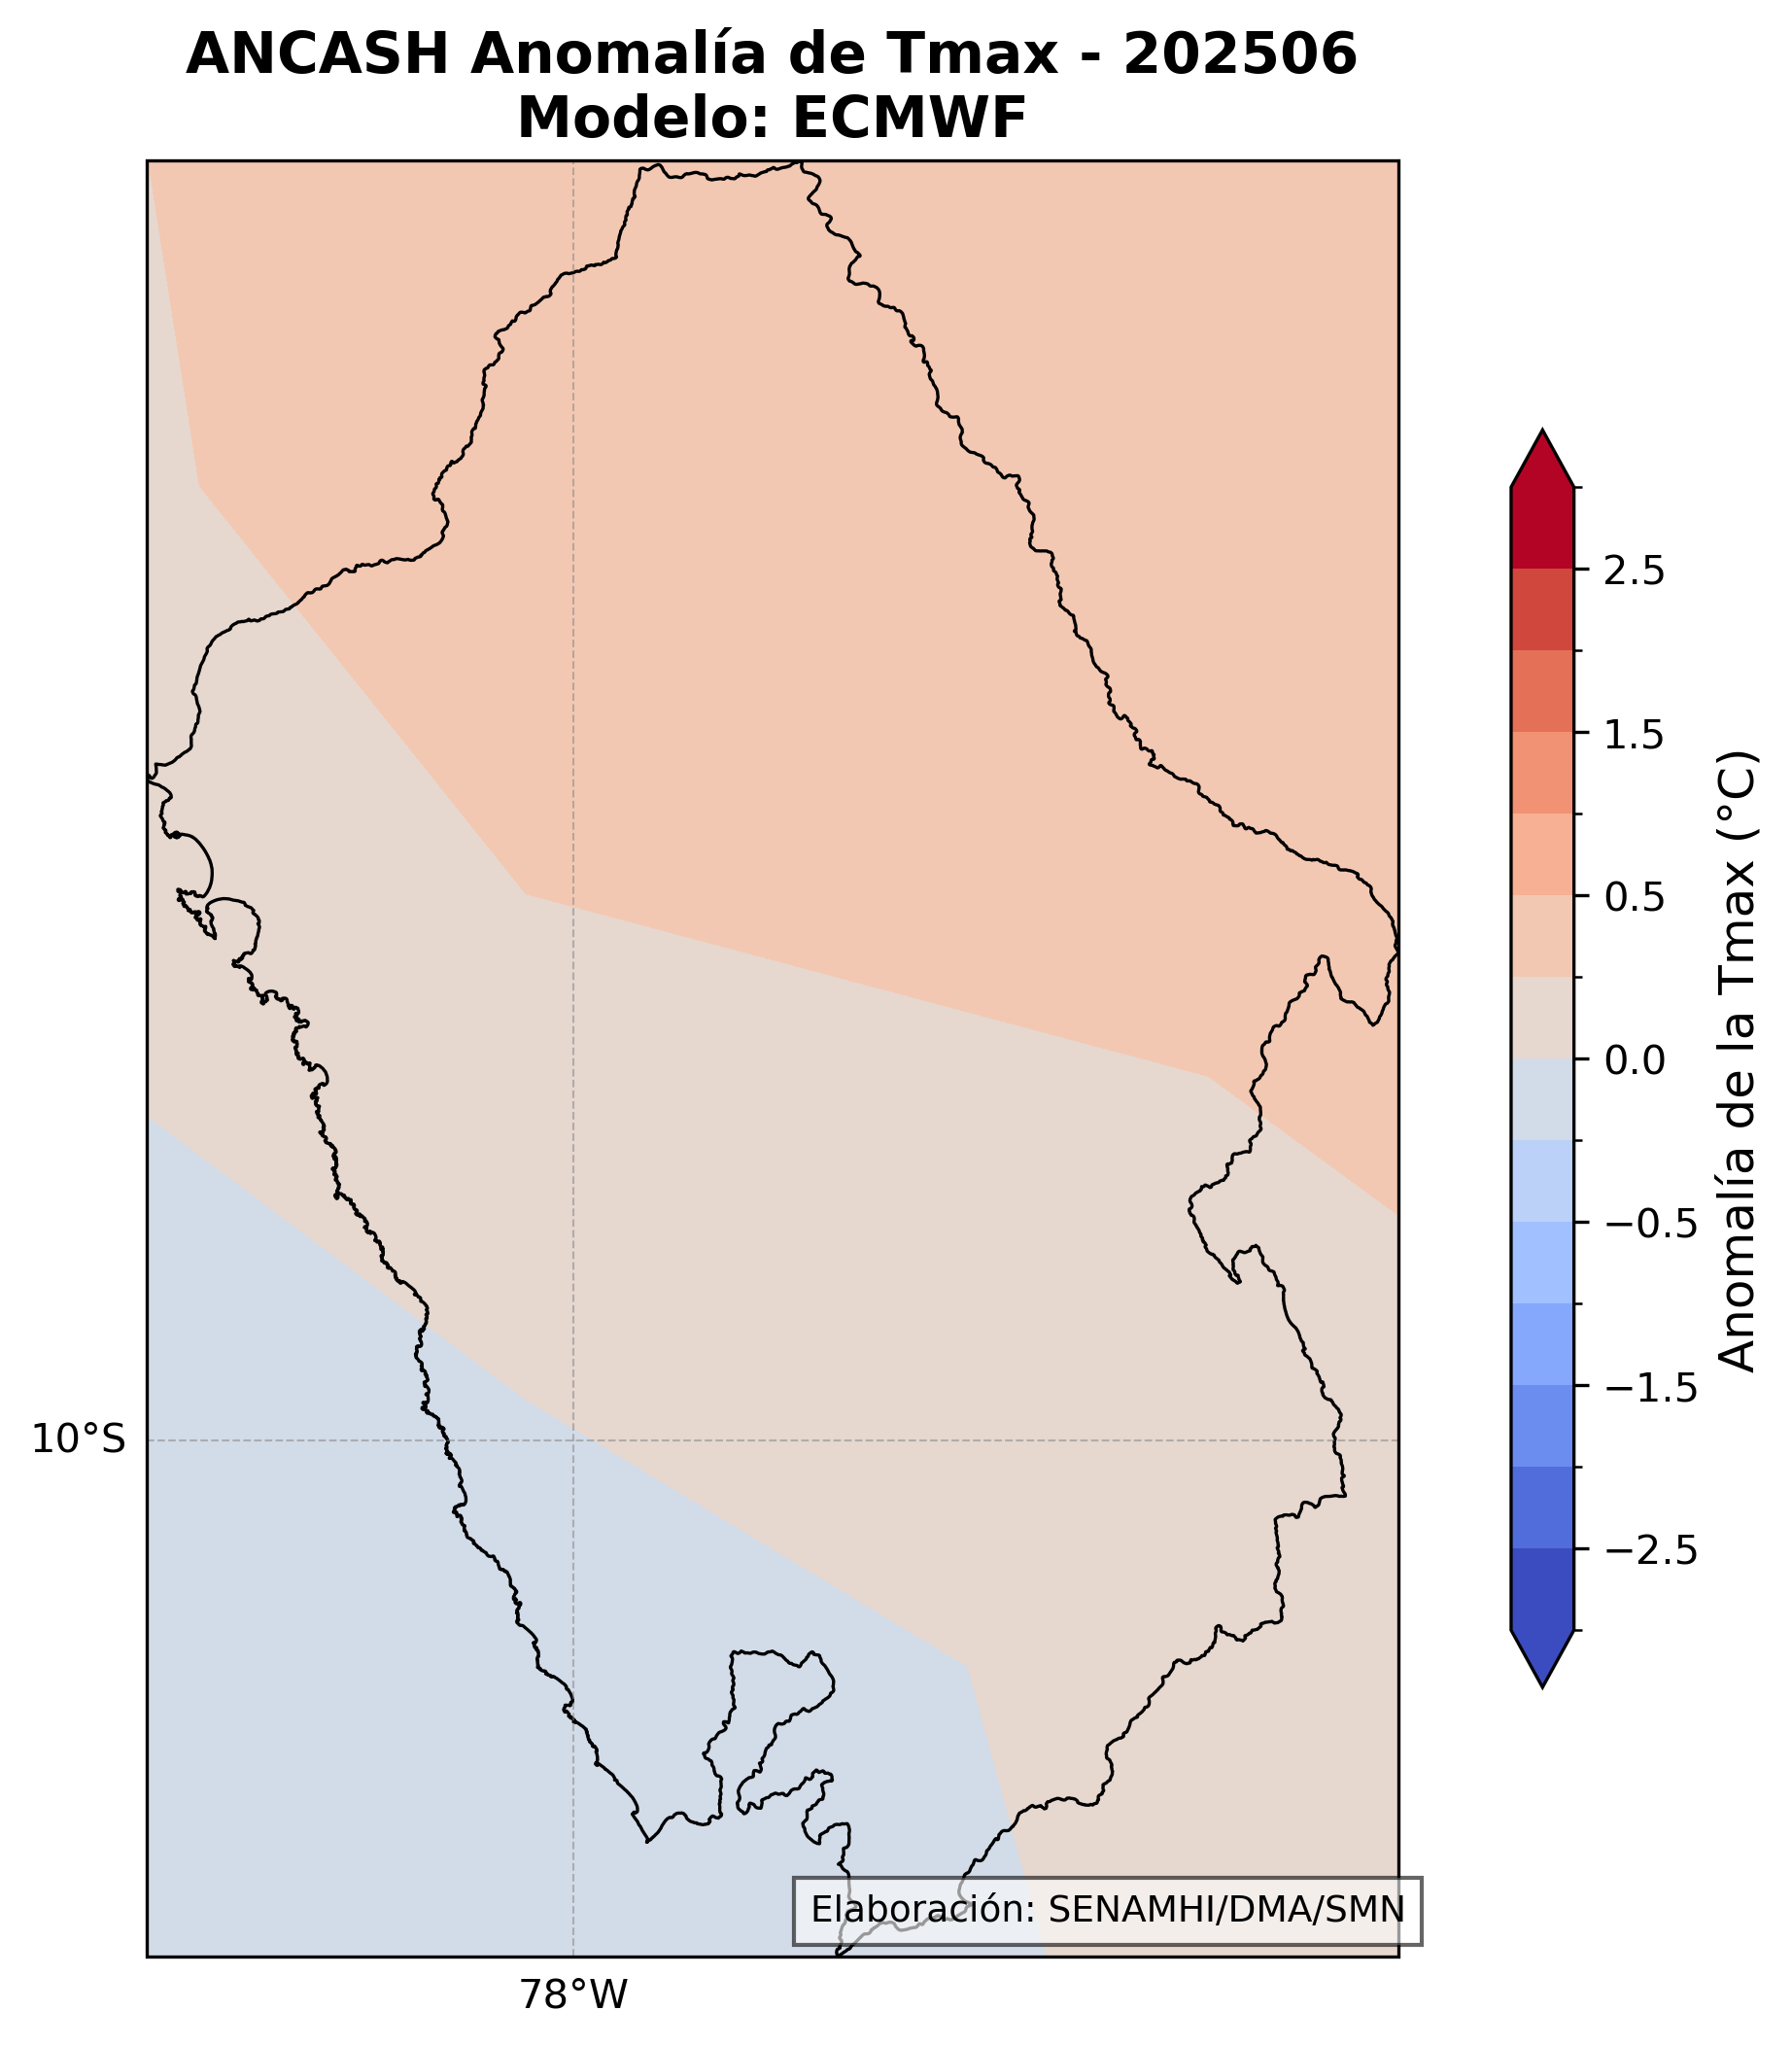 ANCASH Anomalía de Tmax - 202506
Modelo: ECMWF
2.5
1.5
0.5
0.0
−0.5
−1.5
−2.5
Anomalía de la Tmax (°C)
10°S
78°W
Elaboración: SENAMHI/DMA/SMN